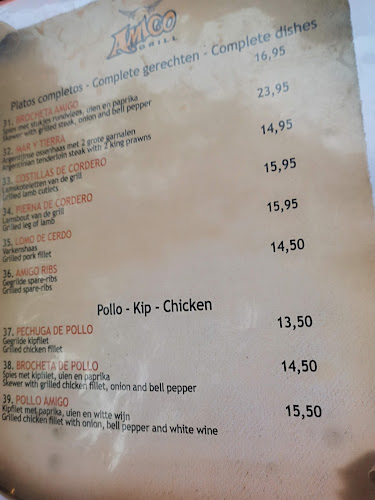 AMIGO
GRILL
Platos completos - Complete gerechten - Complete dishes
31. BROCHETA AMIGO 16,95
Spies met stukjes rundvlees, uien en paprika
Skewer with grilled steak, onion and bell pepper
32. MAR Y TIERRA 23,95
Argentijnse ossenhaas met 2 grote garnalen
Argentinian tenderloin steak with 2 king prawns
33. COSTILLAS DE CORDERO 14,95
Lamskoteletten van de grill
Grilled lamb cutlets
34. PIERNA DE CORDERO 15,95
Lamsbout van de grill
Grilled leg of lamb
35. LOMO DE CERDO 15,95
Varkenshaas
Grilled pork fillet
36. AMIGO RIBS 14,50
Gegrilde spare-ribs
Grilled spare-ribs
Pollo - Kip - Chicken
37. PECHUGA DE POLLO 13,50
Gegrilde kipfilet
Grilled chicken fillet
38. BROCHETA DE POLLO 14,50
Spies met kipfilet, uien en paprika
Skewer with grilled chicken fillet, onion and bell pepper
39. POLLO AMIGO 15,50
Kipfilet met paprika, uien en witte wijn
Grilled chicken fillet with onion, bell pepper and white wine